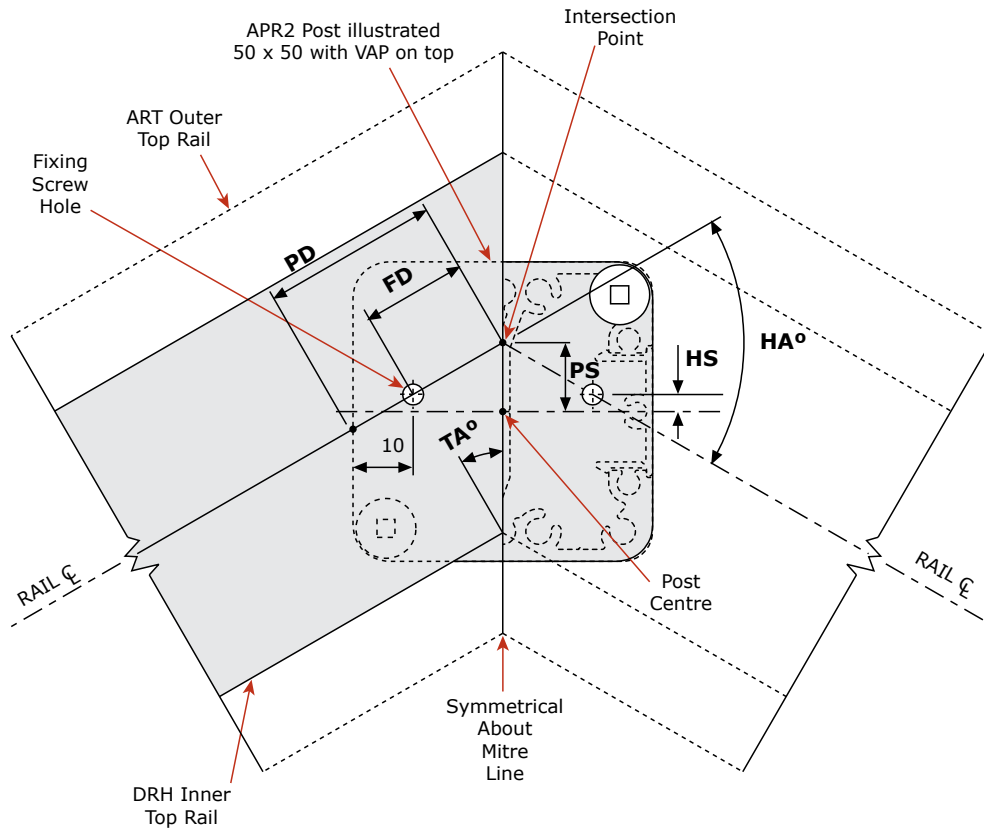 Intersection
Point
APR2 Post illustrated
50 x 50 with VAP on top
ART Outer
Top Rail
Fixing
Screw
Hole
PD
FD
PS
HS
HAº
10
TAº
RAIL ℄
RAIL ℄
Post
Centre
Symmetrical
About
Mitre
Line
DRH Inner
Top Rail